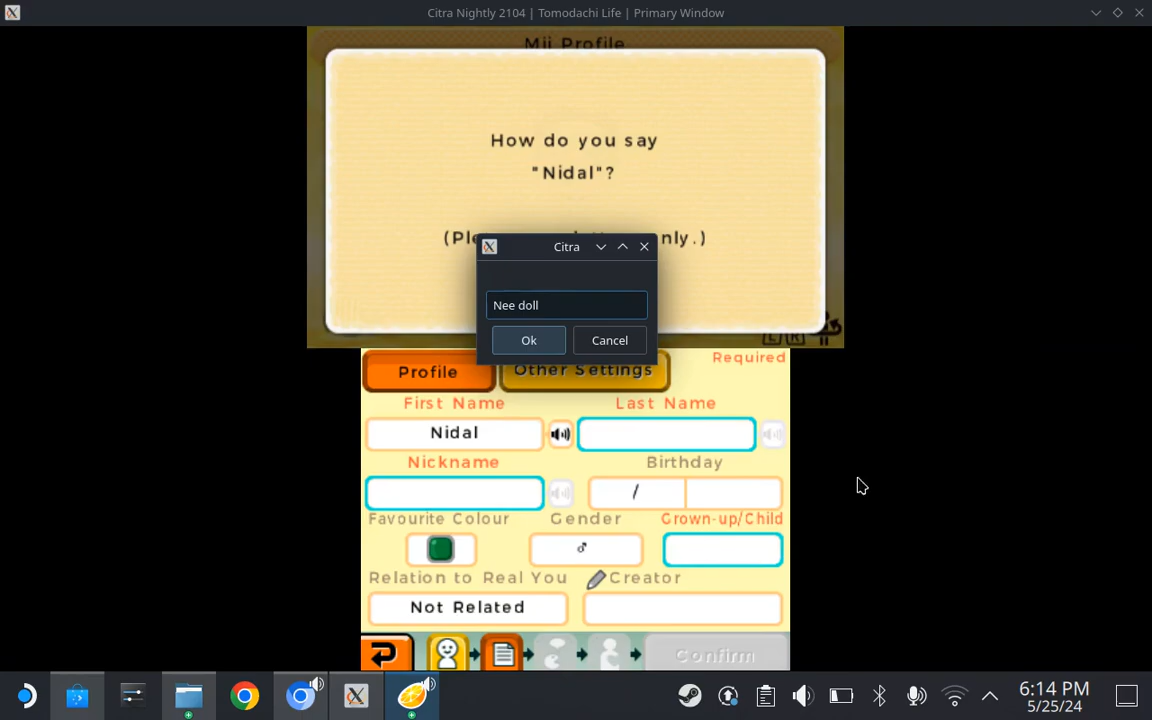 Citra Nightly 2104 | Tomodachi Life | Primary Window
Mii Profile
How do you say
"Nidal"?
nly.)
Citra
Nee doll
Ok
Cancel
Required
Profile
Other Settings
First Name
Last Name
Nidal
Nickname
Birthday
/
Favourite Colour
Gender
Grown-up/Child
♂
Relation to Real You
Creator
Not Related
Confirm
6:14 PM
5/25/24